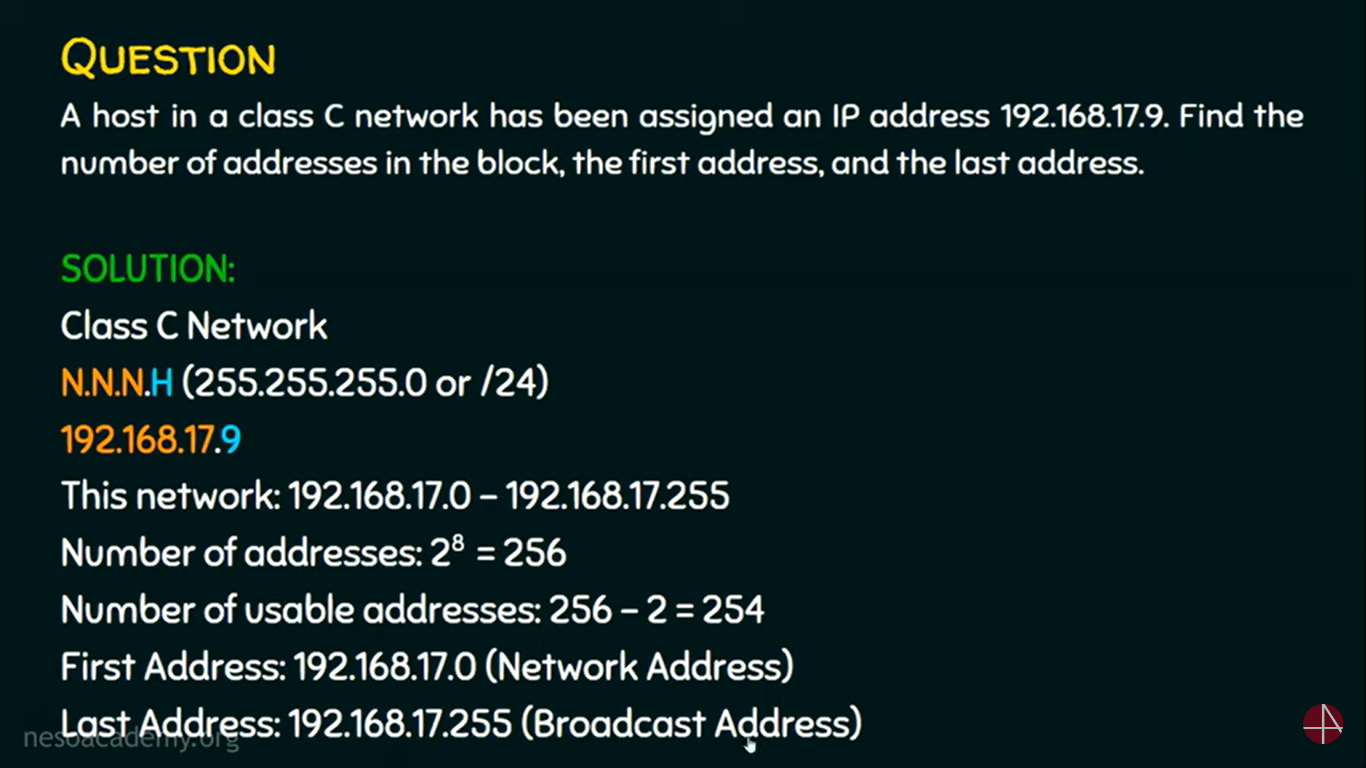 QUESTION
A host in a class C network has been assigned an IP address 192.168.17.9. Find the
number of addresses in the block, the first address, and the last address.
SOLUTION:
Class C Network
N.N.N.H (255.255.255.0 or /24)
192.168.17.9
This network: 192.168.17.0 – 192.168.17.255
Number of addresses: 2⁸ = 256
Number of usable addresses: 256 – 2 = 254
First Address: 192.168.17.0 (Network Address)
Last Address: 192.168.17.255 (Broadcast Address)
nesoacademy.org